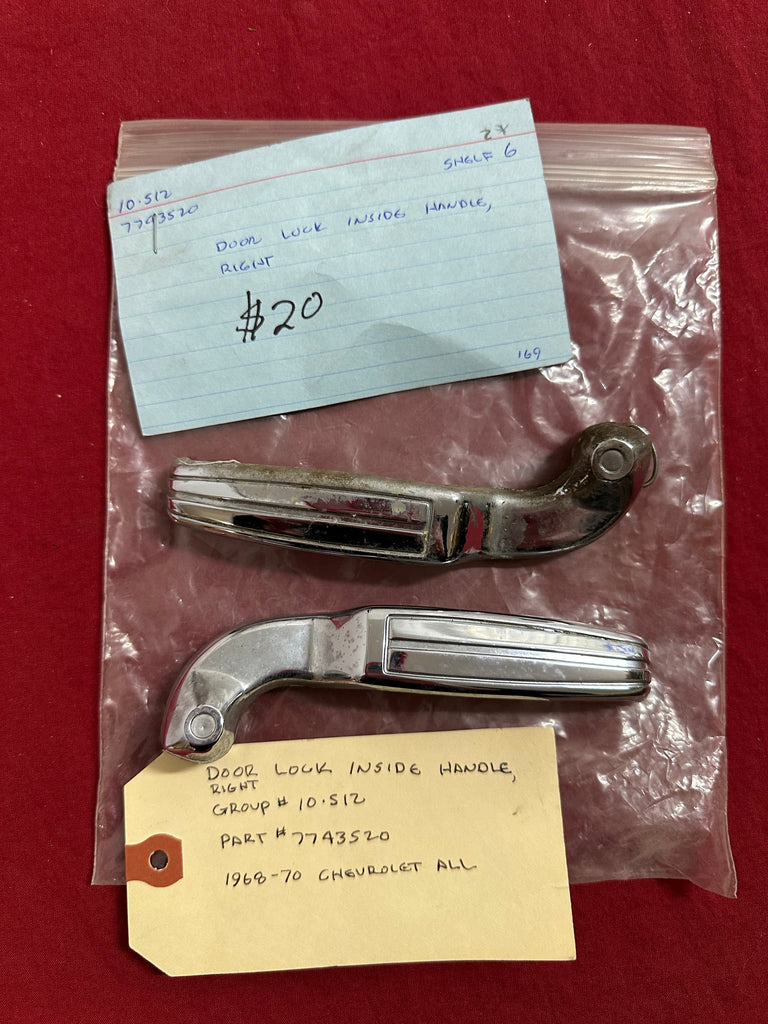 2X
SHELF 6
10.512
7743520
DOOR LOCK INSIDE HANDLE,
RIGHT
$20
169
DOOR LOCK INSIDE HANDLE,
RIGHT
GROUP # 10.512
PART # 7743520
1968-70 CHEVROLET ALL